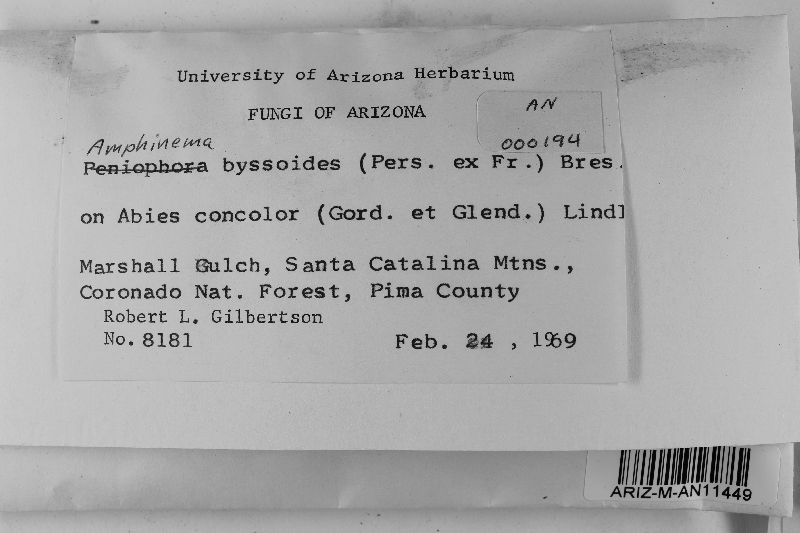 University of Arizona Herbarium
FUNGI OF ARIZONA
AN
000194
Amphinema
Peniophora byssoides (Pers. ex Fr.) Bres.
on Abies concolor (Gord. et Glend.) Lindl
Marshall Gulch, Santa Catalina Mtns.,
Coronado Nat. Forest, Pima County
Robert L. Gilbertson
No. 8181 Feb. 24 , 1969
ARIZ-M-AN11449